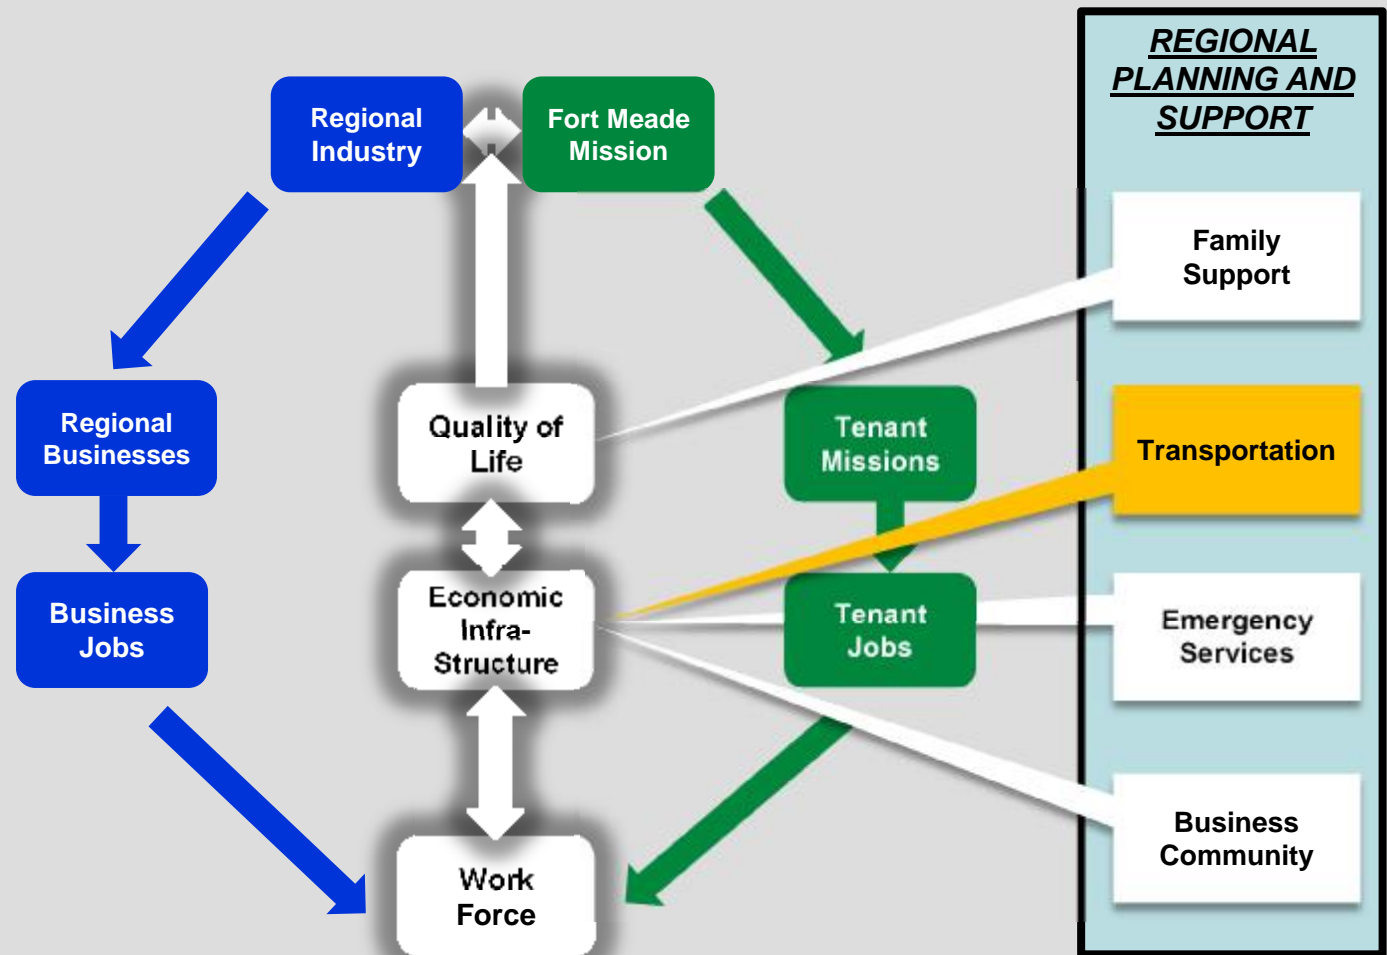 REGIONAL
PLANNING AND
SUPPORT
Regional
Industry
Fort Meade
Mission
Family
Support
Regional
Businesses
Quality of
Life
Tenant
Missions
Transportation
Business
Jobs
Economic
Infra-
Structure
Tenant
Jobs
Emergency
Services
Work
Force
Business
Community